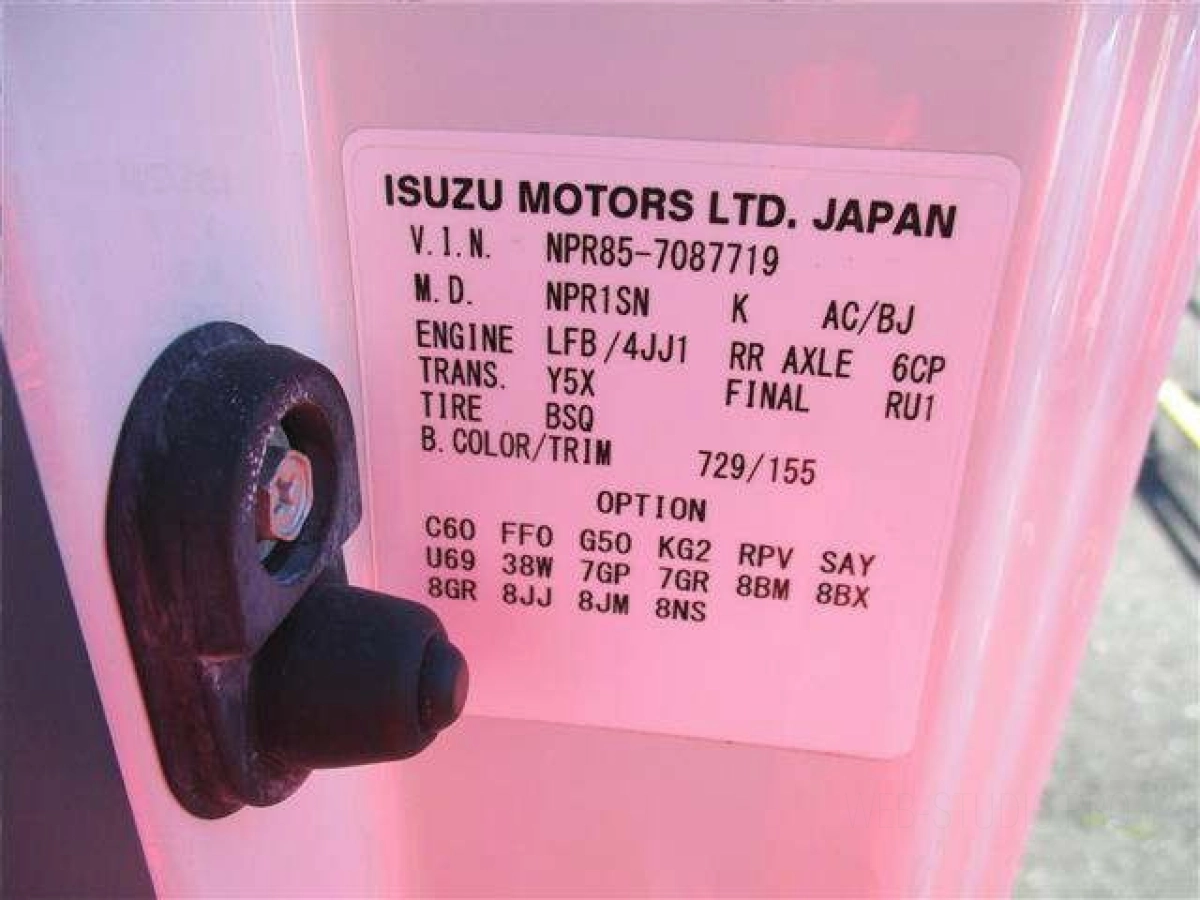 ISUZU MOTORS LTD. JAPAN
V.I.N. NPR85-7087719
M.D. NPR1SN K AC/BJ
ENGINE LFB/4JJ1 RR AXLE 6CP
TRANS. Y5X FINAL RU1
TIRE BSQ
B.COLOR/TRIM 729/155
OPTION
C60 FF0 G50 KG2 RPV SAY
U69 38W 7GP 7GR 8BM 8BX
8GR 8JJ 8JM 8NS